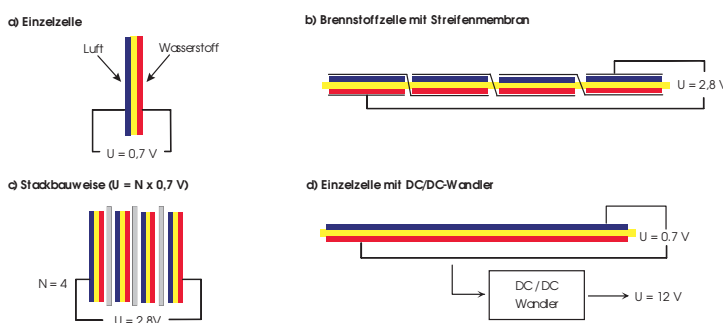 a) Einzelzelle
Luft
Wasserstoff
U = 0,7 V
b) Brennstoffzelle mit Streifenmembran
U = 2,8 V
c) Stackbauweise (U = N x 0,7 V)
N = 4
U = 2,8V
d) Einzelzelle mit DC/DC-Wandler
U = 0.7 V
DC / DC
Wandler
U = 12 V